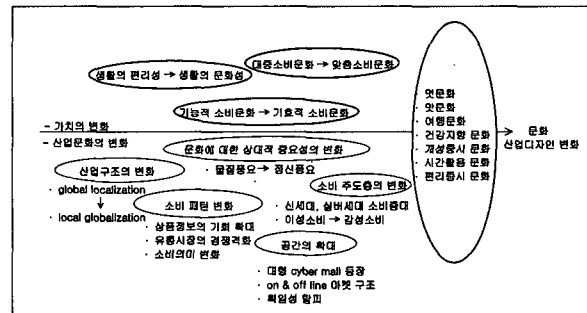 대중소비문화 → 맞춤소비문화
생활의 편리성 → 생활의 문화성
기능적 소비문화 → 기호적 소비문화
- 가치의 변화
- 산업문화의 변화
문화에 대한 상대적 중요성의 변화
· 물질풍요 → 정신풍요
산업구조의 변화
· global localization
↓
· local globalization
소비 패턴 변화
· 상품정보의 기회 확대
· 유통시장의 경쟁격화
· 소비의미 변화
소비 주도층의 변화
· 신세대, 실버세대 소비증대
· 이성소비 → 감성소비
공간의 확대
· 대형 cyber mall 등장
· on & off line 마켓 구조
· 획일성 탈피
멋문화
맛문화
여행문화
건강지향 문화
개성중시 문화
시간활용 문화
편리중시 문화
문화
산업디자인 변화